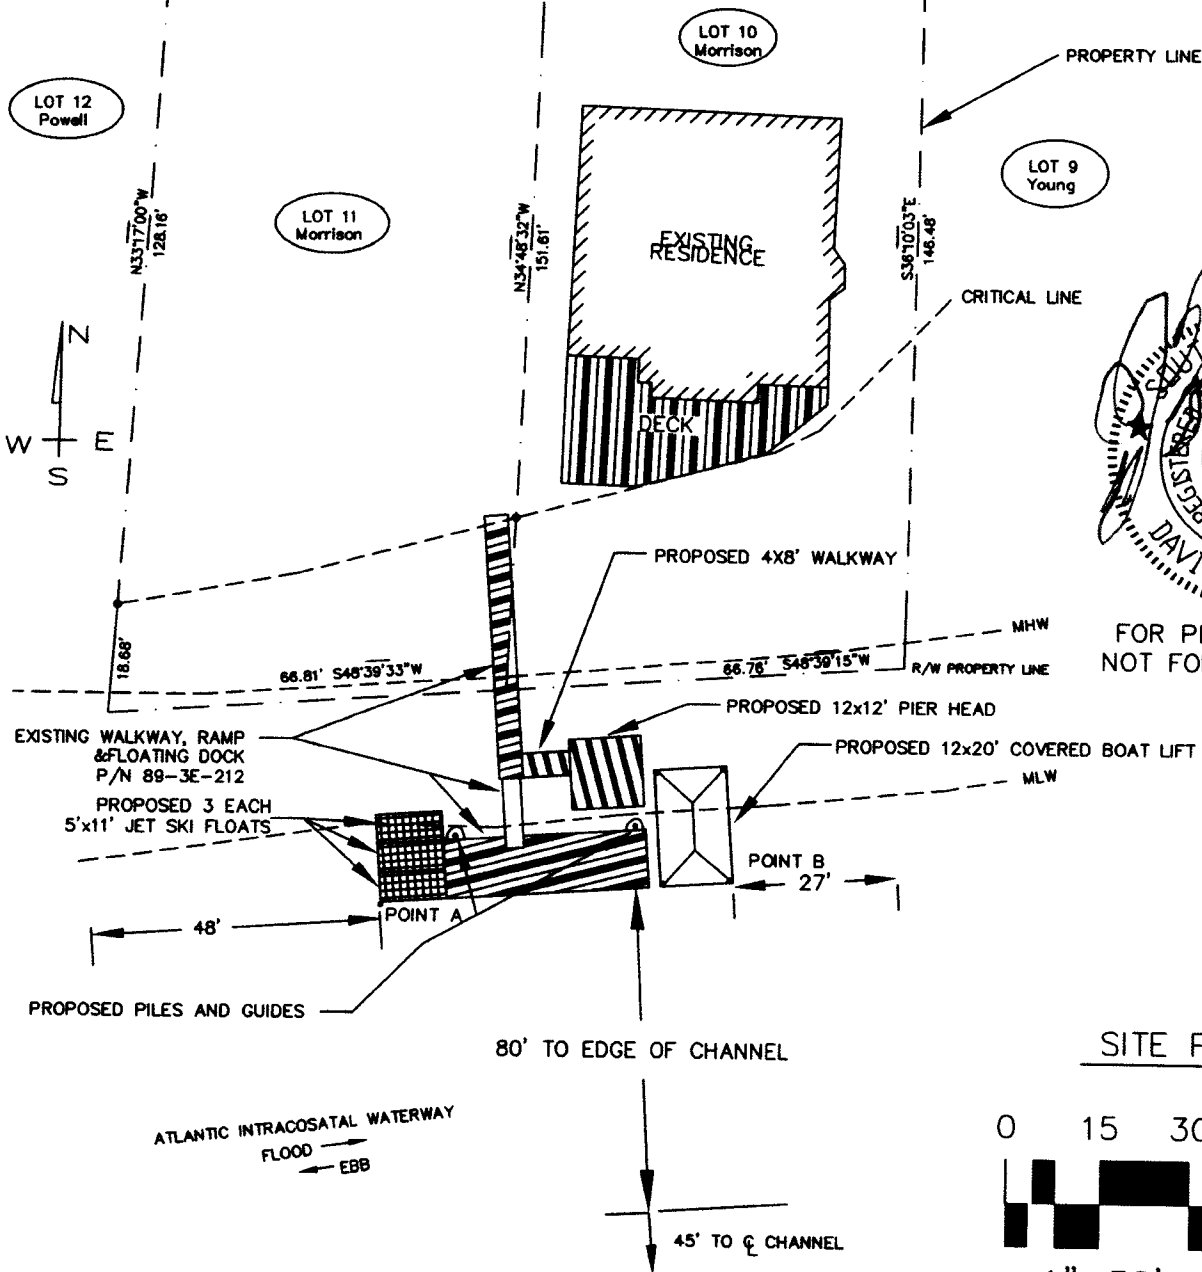 LOT 10
Morrison
PROPERTY LINE
LOT 12
Powell
LOT 9
Young
LOT 11
Morrison
N33°17'00"W
128.16'
N34°48'32"W
151.61'
S36°10'03"E
146.48'
EXISTING
RESIDENCE
CRITICAL LINE
N
W E
S
DECK
PROPOSED 4X8' WALKWAY
MHW
FOR P
NOT FO
18.68'
66.81' S48°39'33"W
66.76' S48°39'15"W
R/W PROPERTY LINE
PROPOSED 12x12' PIER HEAD
EXISTING WALKWAY, RAMP
&FLOATING DOCK
P/N 89-3E-212
PROPOSED 12x20' COVERED BOAT LIFT
MLW
PROPOSED 3 EACH
5'x11' JET SKI FLOATS
POINT B
27'
POINT A
48'
PROPOSED PILES AND GUIDES
80' TO EDGE OF CHANNEL
SITE
ATLANTIC INTRACOSATAL WATERWAY
FLOOD
EBB
0 15 30
45' TO ℄ CHANNEL
REGISTERED
DAVI